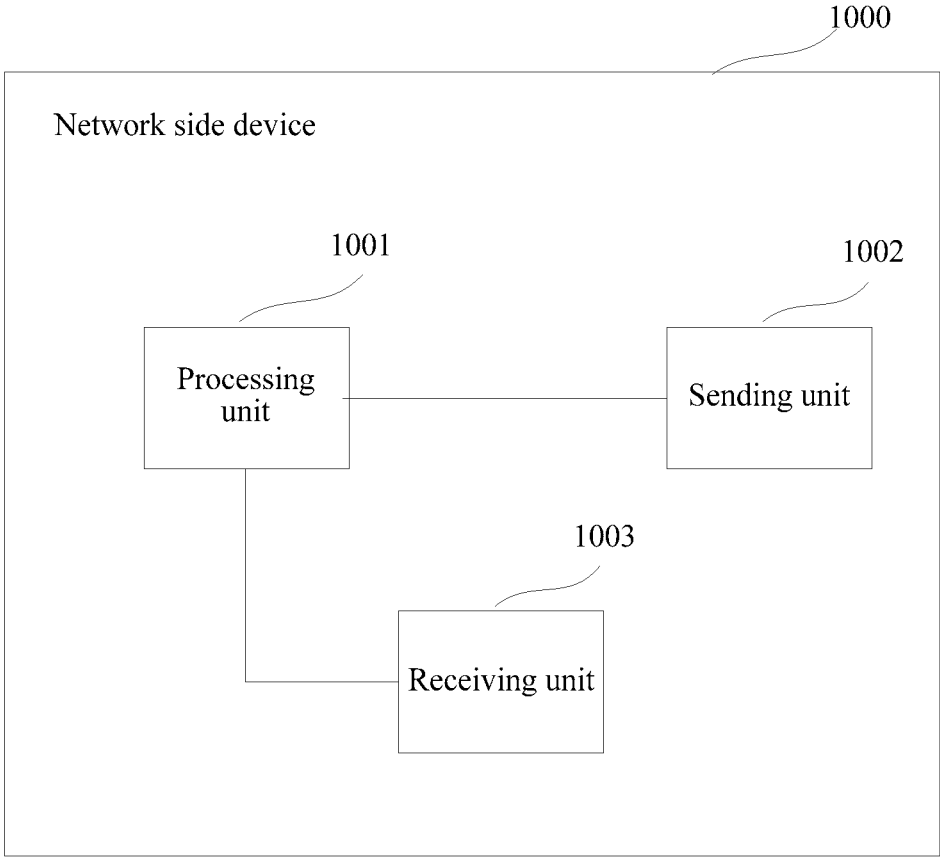 1000
Network side device
1001
1002
Processing
unit
Sending unit
1003
Receiving unit